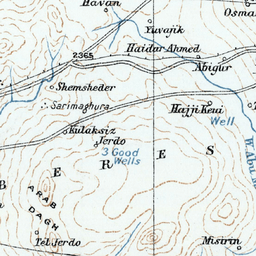 Havan
Osma
Yuvajik
Haidar Ahmed
2365
Abigur
Shemsheder
Sarimaghura
Hajji Keui
Well
Kulaksiz
Jerdo
3 Good
Wells
B E R E S
ARAB
DAGH
Tel Jerdo
Misirin